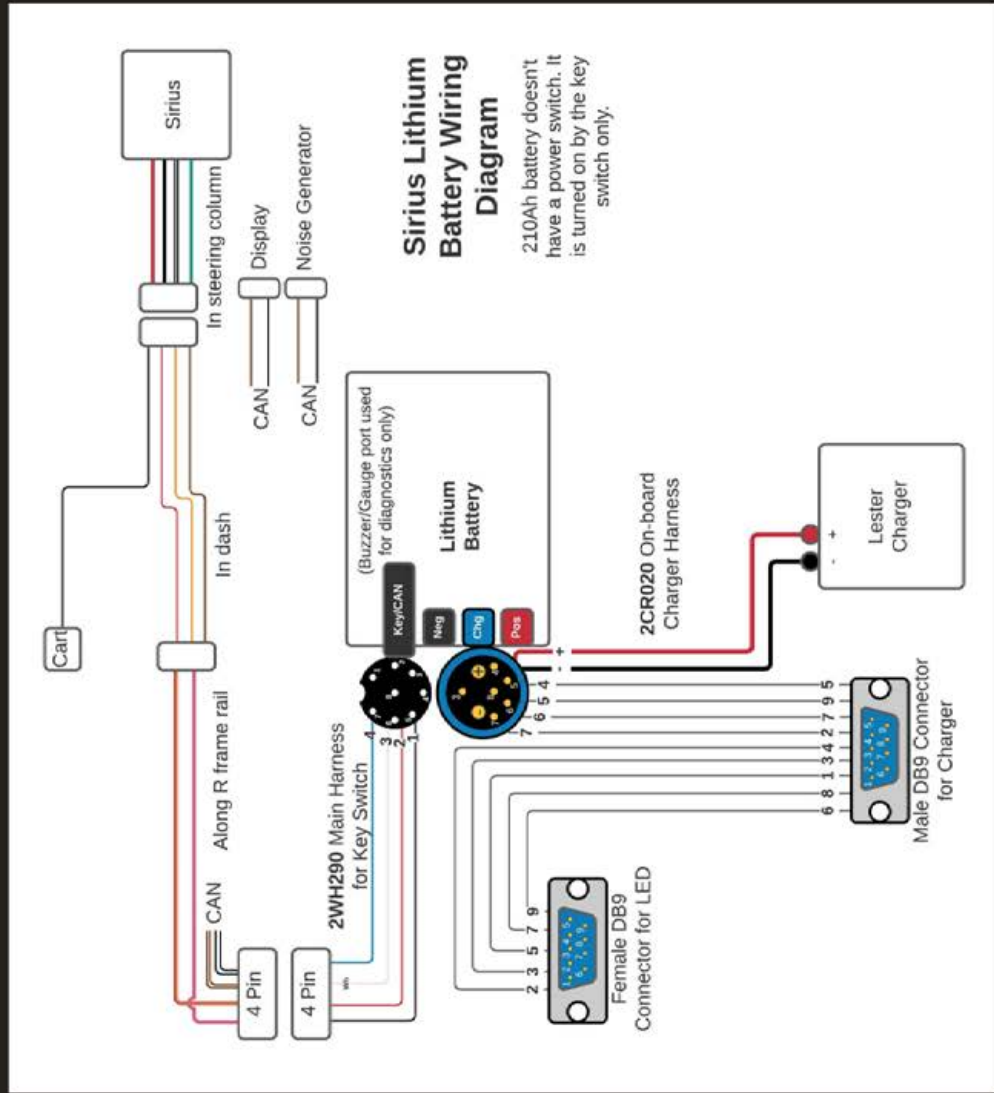 Sirius Lithium
Battery Wiring
Diagram
210Ah battery doesn't
have a power switch. It
is turned on by the key
switch only.
Sirius
In steering column
Display
CAN
Noise Generator
CAN
Cart
In dash
Along R frame rail
CAN
4 Pin
4 Pin
2WH290 Main Harness
for Key Switch
Wh
4
3
2
1
(Buzzer/Gauge port used
for diagnostics only)
Lithium
Battery
Key/CAN
Neg
Chg
Pos
+
-
4
5
6
7
2CR020 On-board
Charger Harness
Lester
Charger
+
-
5
9
7
2
4
3
1
8
6
Male DB9 Connector
for Charger
9
7
5
3
2
Female DB9
Connector for LED